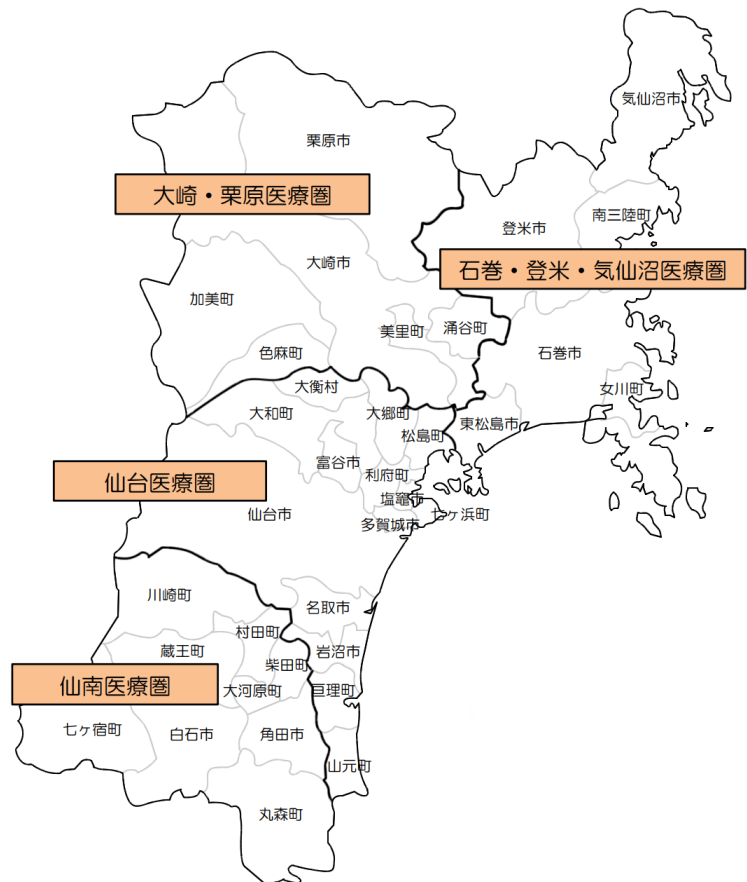 気仙沼市
栗原市
大崎・栗原医療圏
南三陸町
登米市
大崎市
石巻・登米・気仙沼医療圏
加美町
美里町
涌谷町
色麻町
石巻市
大衡村
女川町
大和町
大郷町
東松島市
松島町
富谷市
利府町
仙台医療圏
塩竈市
仙台市
七ヶ浜町
多賀城市
川崎町
名取市
村田町
蔵王町
岩沼市
柴田町
仙南医療圏
大河原町
亘理町
七ヶ宿町
白石市
角田市
山元町
丸森町